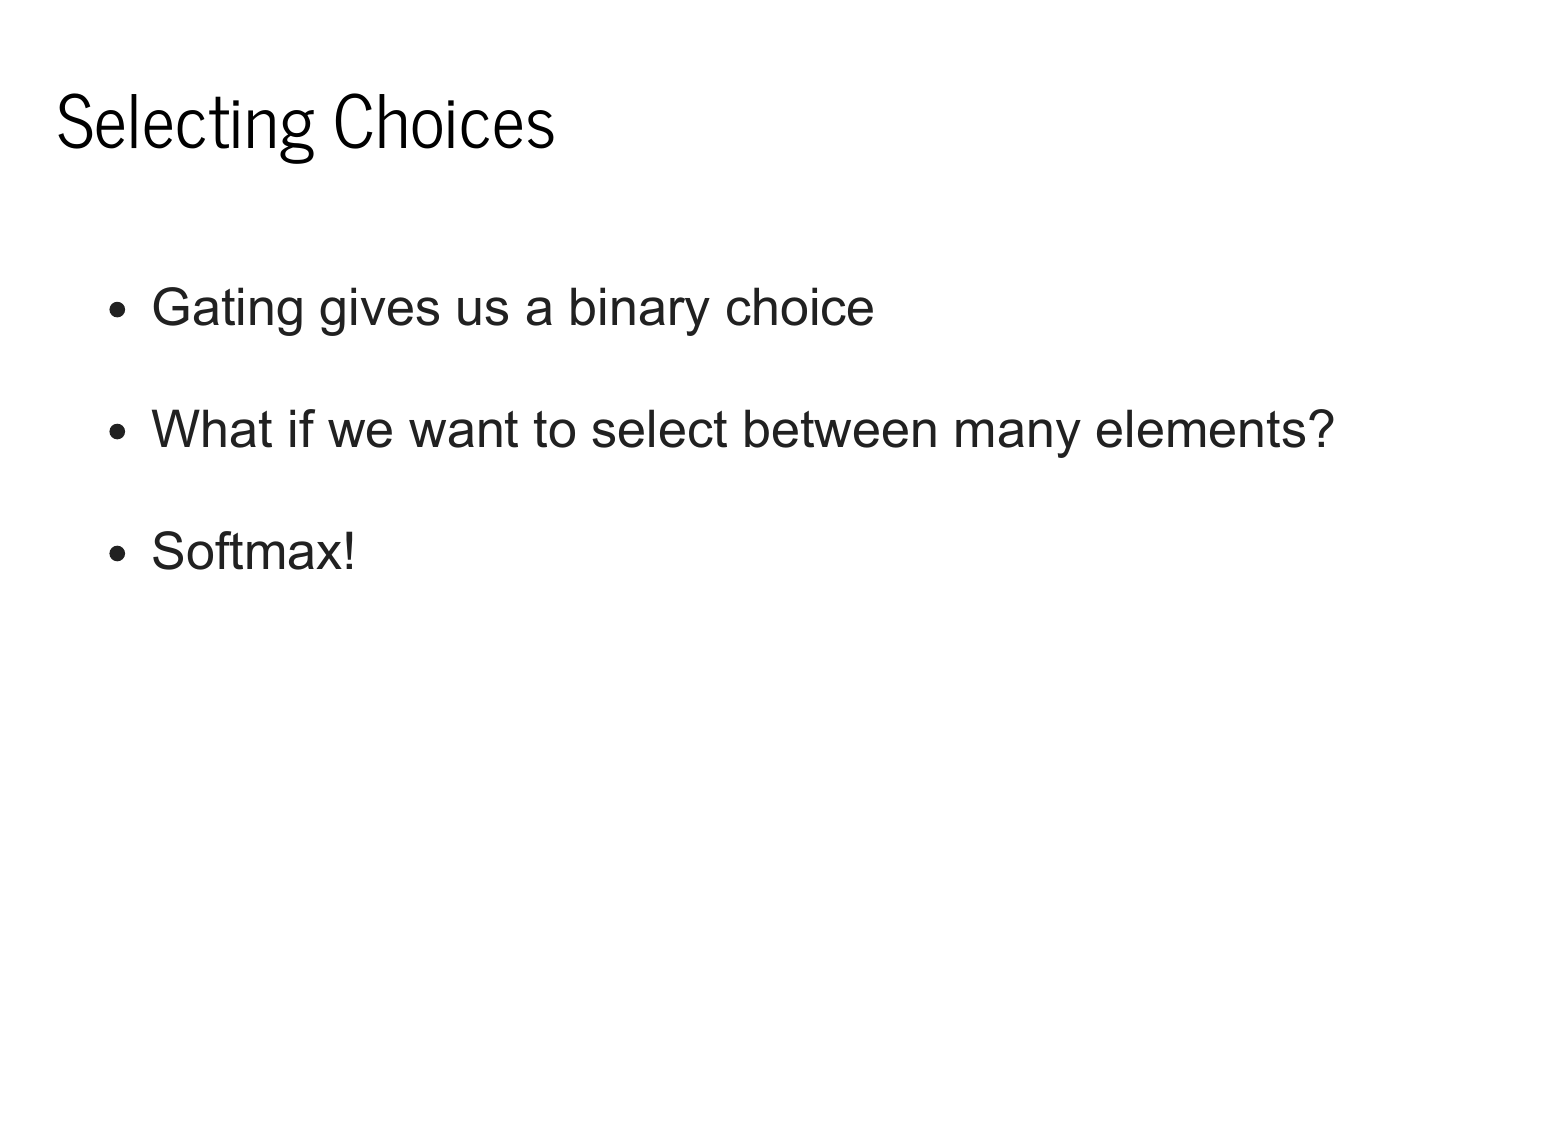 Selecting Choices
• Gating gives us a binary choice
• What if we want to select between many elements?
• Softmax!